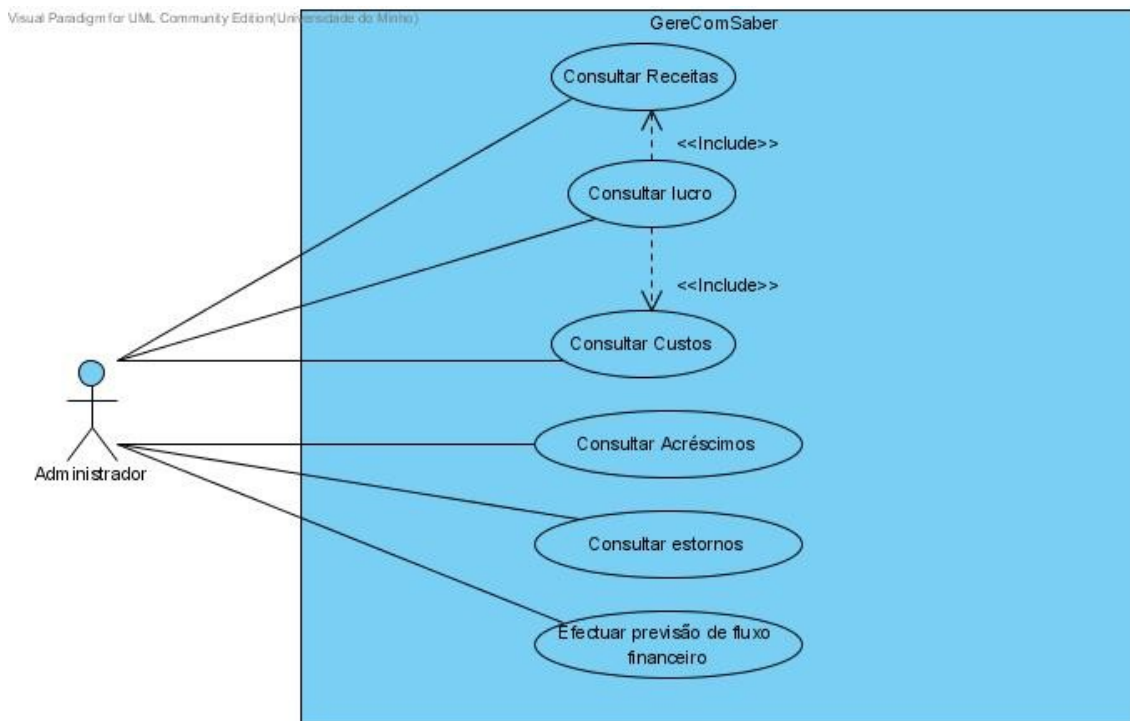 Visual Paradigm for UML Community Edition(Universidade do Minho)
GereComSaber
Consultar Receitas
<<Include>>
Consultar lucro
<<Include>>
Consultar Custos
Consultar Acréscimos
Administrador
Consultar estornos
Efectuar previsão de fluxo
financeiro